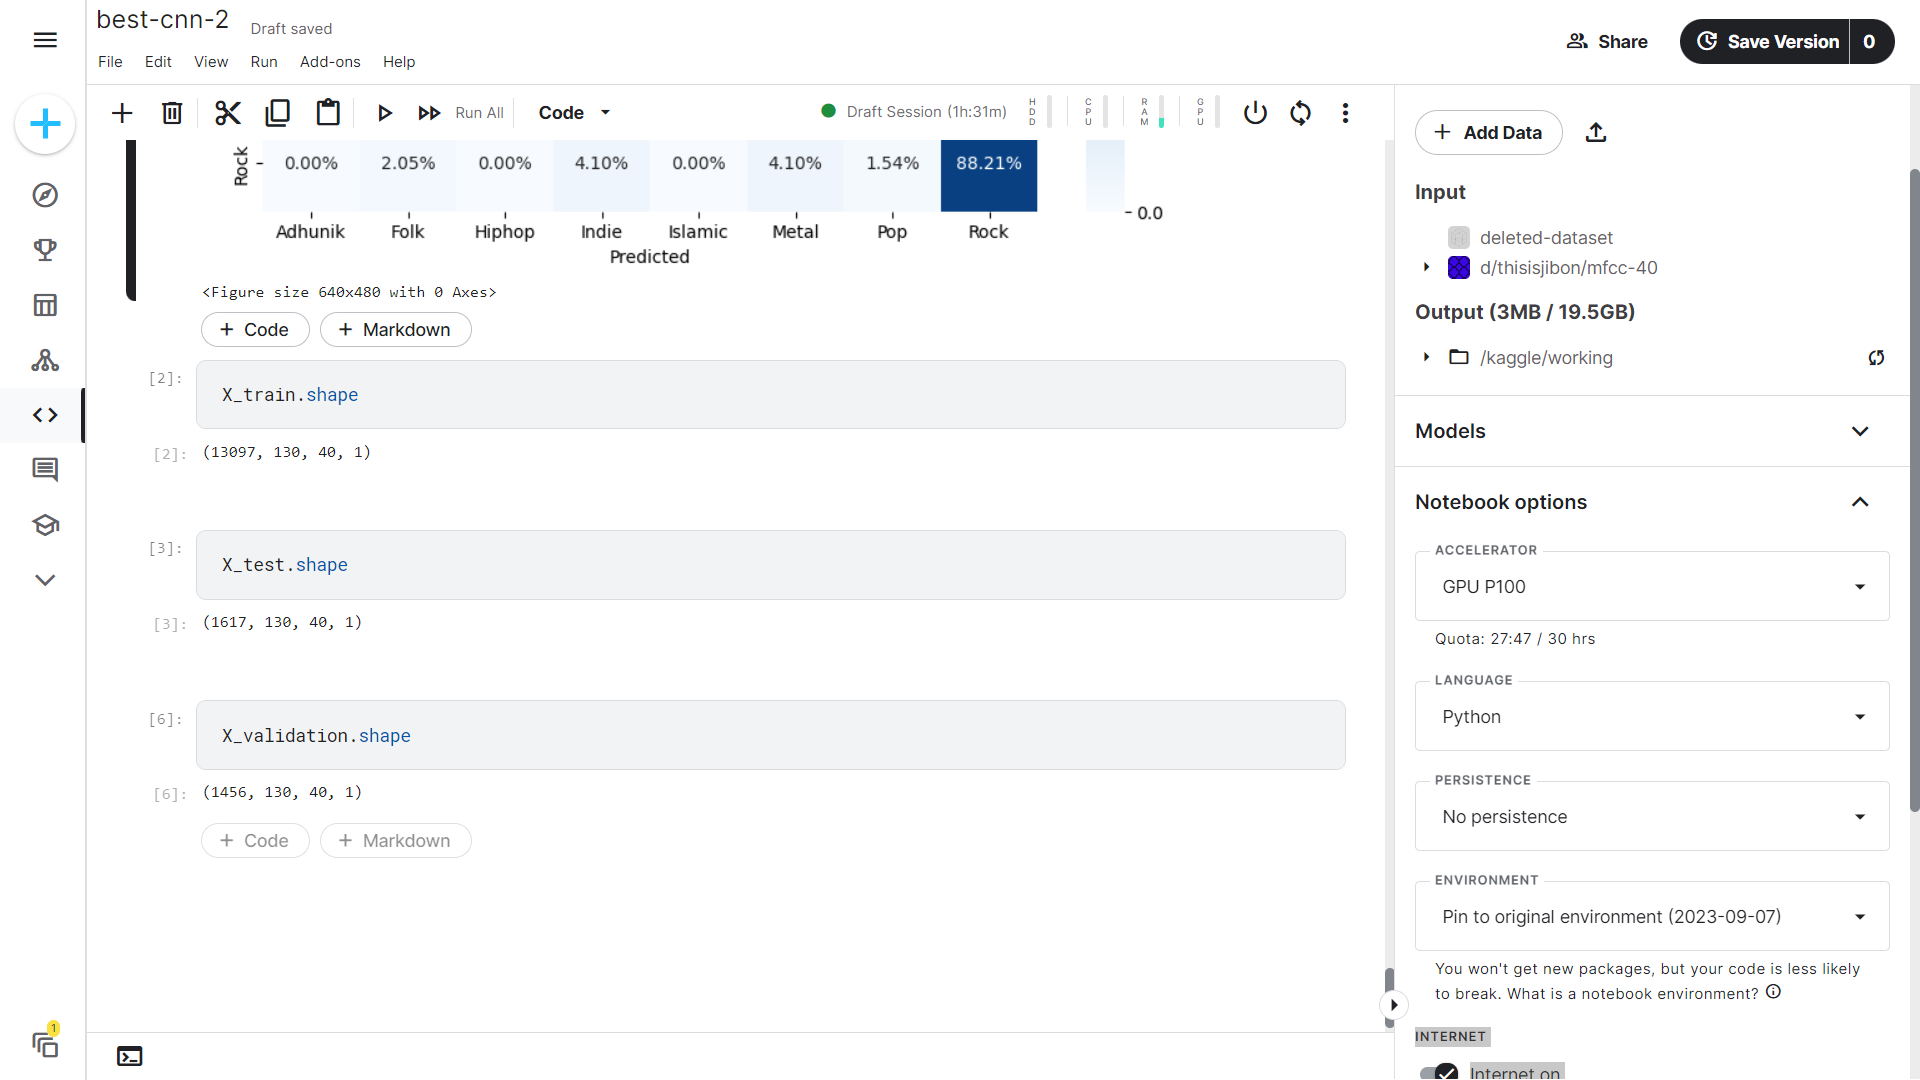 best-cnn-2
Draft saved
File Edit View Run Add-ons Help
Share
Save Version 0
Run All
Code
Draft Session (1h:31m)
HDD
CPU
RAM
GPU
Rock 0.00% 2.05% 0.00% 4.10% 0.00% 4.10% 1.54% 88.21%
0.0
Adhunik Folk Hiphop Indie Islamic Metal Pop Rock
Predicted
<Figure size 640x480 with 0 Axes>
+ Code + Markdown
[2]: X_train.shape
[2]: (13097, 130, 40, 1)
[3]: X_test.shape
[3]: (1617, 130, 40, 1)
[6]: X_validation.shape
[6]: (1456, 130, 40, 1)
+ Code + Markdown
1
+ Add Data
Input
deleted-dataset
d/thisisjibon/mfcc-40
Output (3MB / 19.5GB)
/kaggle/working
Models
Notebook options
ACCELERATOR
GPU P100
Quota: 27:47 / 30 hrs
LANGUAGE
Python
PERSISTENCE
No persistence
ENVIRONMENT
Pin to original environment (2023-09-07)
You won't get new packages, but your code is less likely
to break. What is a notebook environment?
INTERNET
Internet on